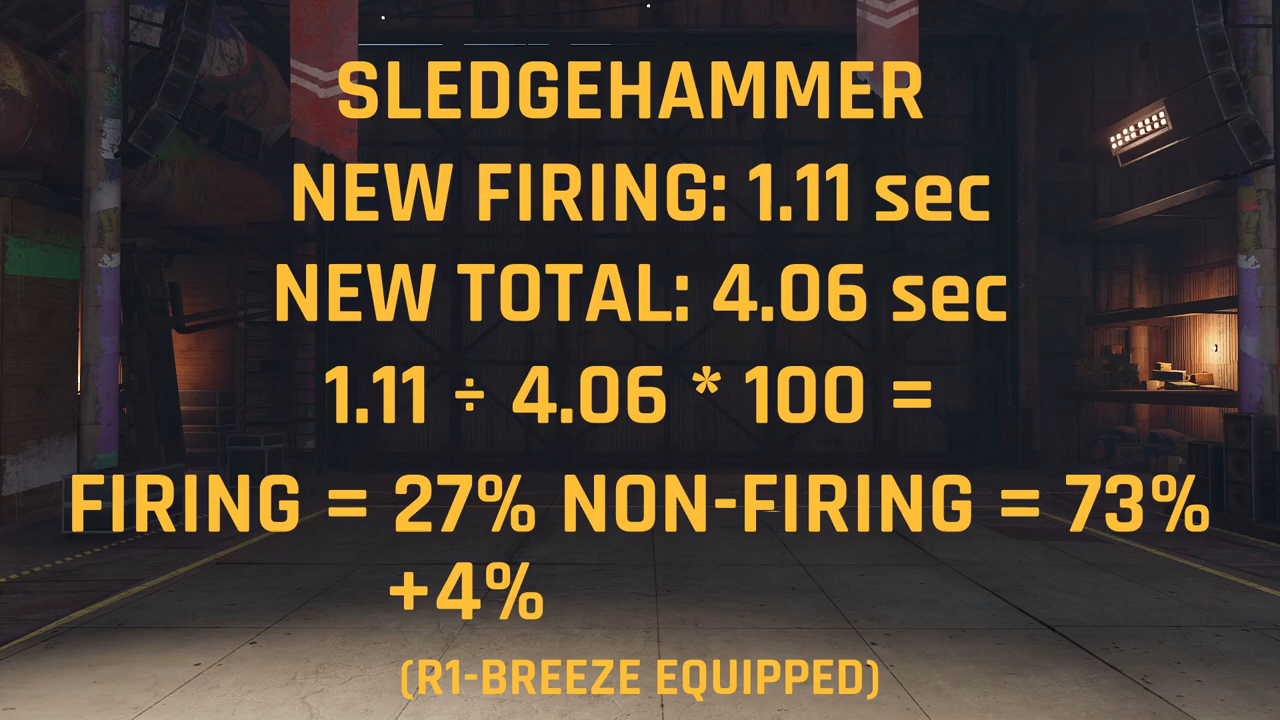 SLEDGEHAMMER
NEW FIRING: 1.11 sec
NEW TOTAL: 4.06 sec
1.11 ÷ 4.06 * 100 =
FIRING = 27% NON-FIRING = 73%
+4%
(R1-BREEZE EQUIPPED)